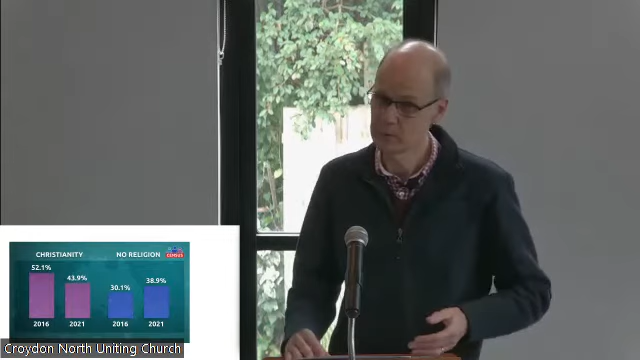 CHRISTIANITY NO RELIGION CENSUS
52.1% 43.9% 30.1% 38.9%
2016 2021 2016 2021
Croydon North Uniting Church